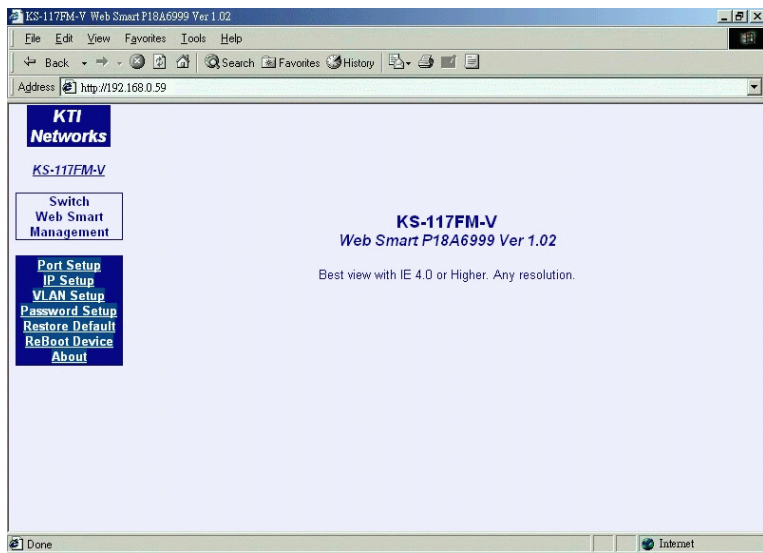 KS-117FM-V Web Smart P18A6999 Ver 1.02
File Edit View Favorites Tools Help
Back Search Favorites History
Address http://192.168.0.59
KTI
Networks
KS-117FM-V
Switch
Web Smart
Management
Port Setup
IP Setup
VLAN Setup
Password Setup
Restore Default
ReBoot Device
About
KS-117FM-V
Web Smart P18A6999 Ver 1.02
Best view with IE 4.0 or Higher. Any resolution.
Done Internet